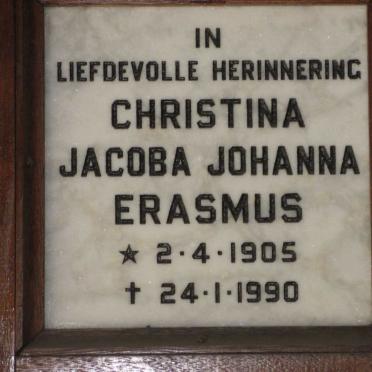 IN
LIEFDEVOLLE HERINNERING
CHRISTINA
JACOBA JOHANNA
ERASMUS
★ 2·4·1905
† 24·1·1990